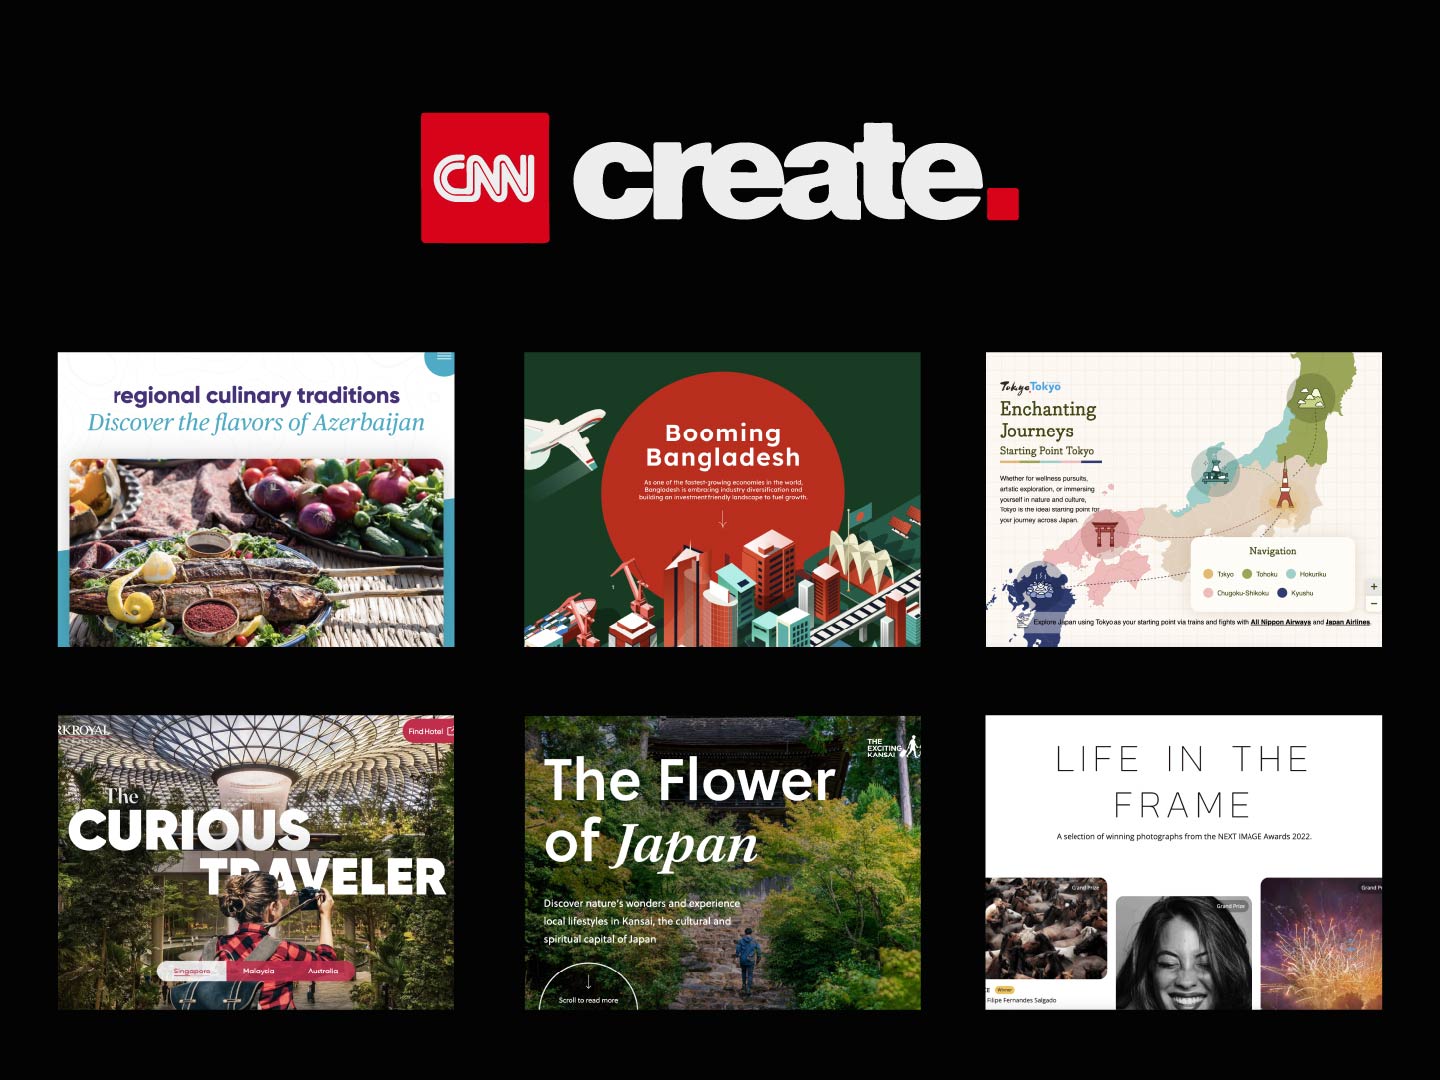 CNN create.
regional culinary traditions
Discover the flavors of Azerbaijan
Booming
Bangladesh
As one of the fastest-growing economies in the world,
Bangladesh is embracing industry diversification and
building an investment friendly landscape to fuel growth.
Tokyo Tokyo
Enchanting
Journeys
Starting Point Tokyo
Whether for wellness pursuits,
artistic exploration, or immersing
yourself in nature and culture,
Tokyo is the ideal starting point for
your journey across Japan.
Navigation
Tokyo Tohoku Hokuriku
Chugoku-Shikoku Kyushu
+
−
Explore Japan using Tokyo as your starting point via trains and fights with All Nippon Airways and Japan Airlines.
RKROYAL
Find Hotel
The
CURIOUS
TRAVELER
Singapore Malaysia Australia
THE
EXCITING
KANSAI
The Flower
of Japan
Discover nature's wonders and experience
local lifestyles in Kansai, the cultural and
spiritual capital of Japan
Scroll to read more
LIFE IN THE
FRAME
A selection of winning photographs from the NEXT IMAGE Awards 2022.
Grand Prize
Grand Prize
Grand Pr
CE Winner
Filipe Fernandes Salgado